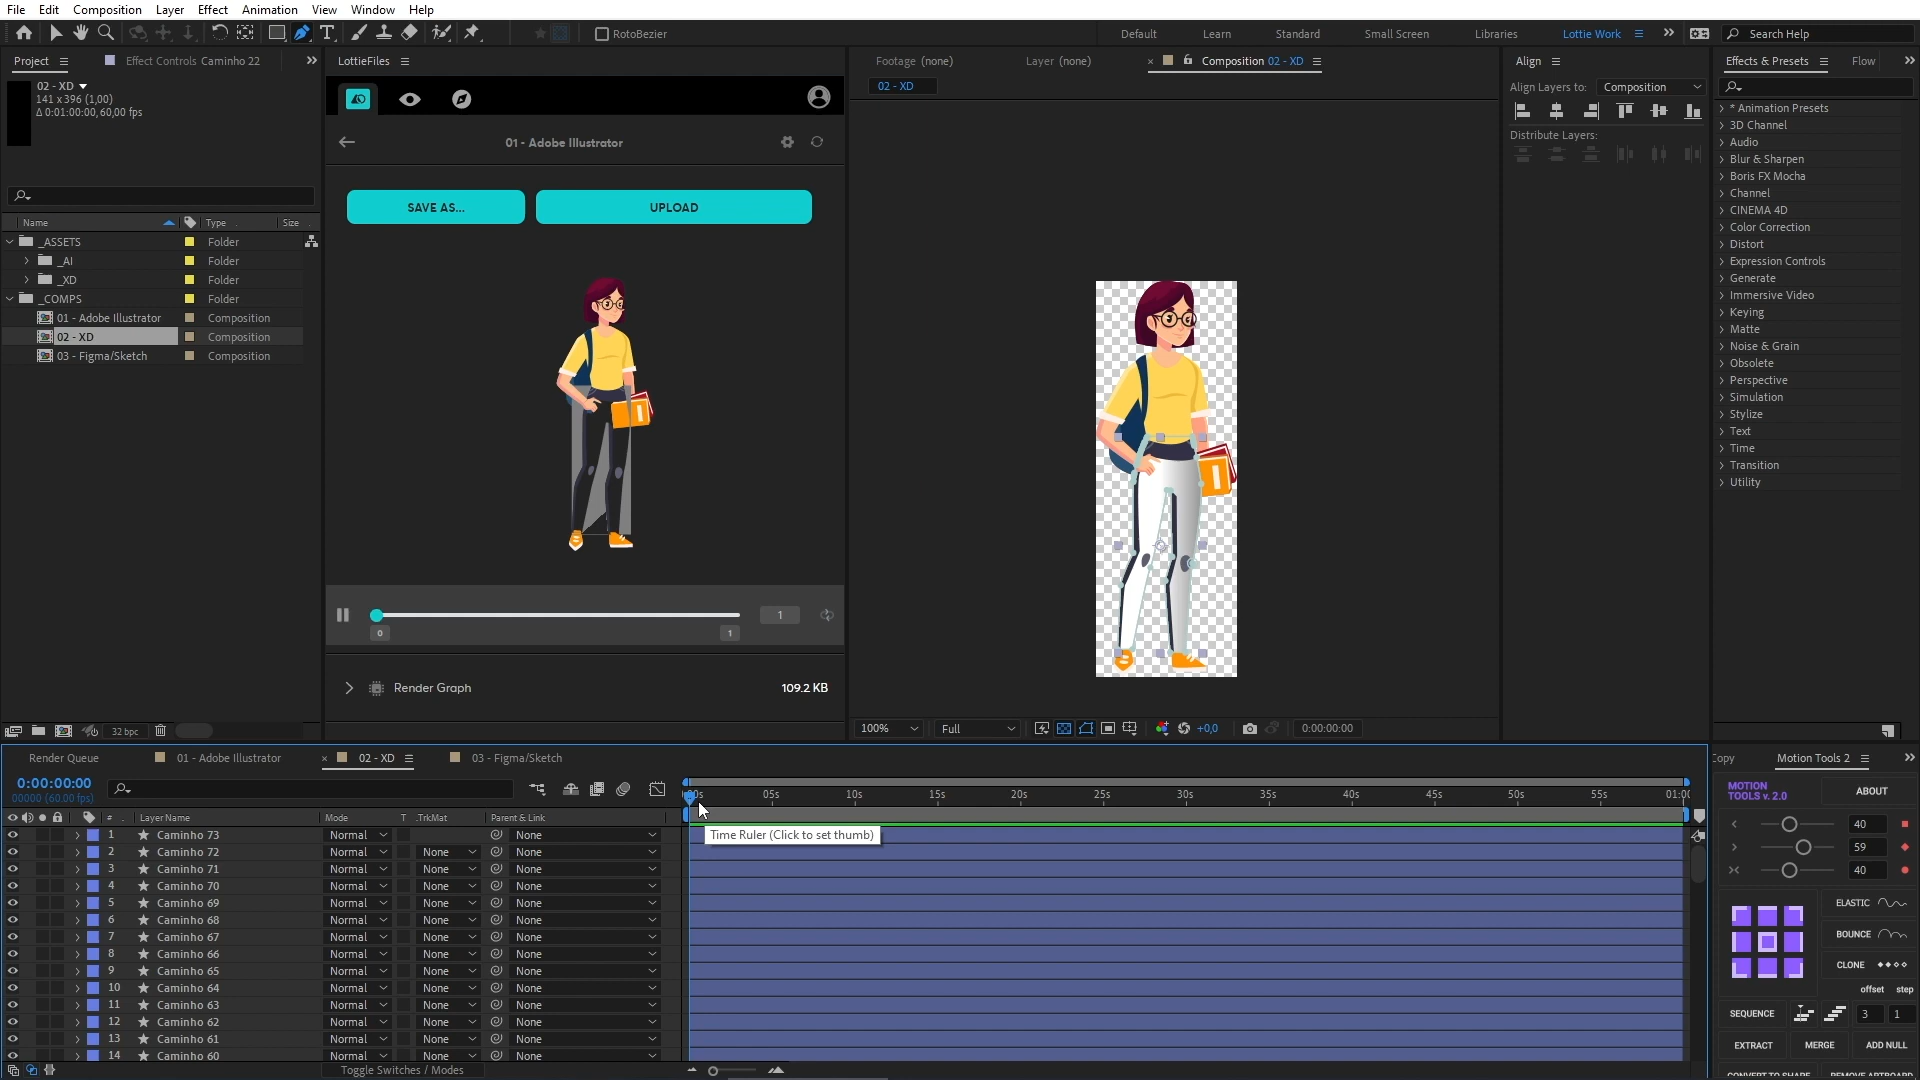 File Edit Composition Layer Effect Animation View Window Help
RotoBezier Default Learn Standard Small Screen Libraries Lottie Work Search Help
Project Effect Controls Caminho 22
02 - XD
141 x 396 (1,00)
Δ 0:01:00:00, 60,00 fps
Name Type Size
_ASSETS Folder
_AI Folder
_XD Folder
_COMPS Folder
01 - Adobe Illustrator Composition
02 - XD Composition
03 - Figma/Sketch Composition
32 bpc
LottieFiles
01 - Adobe Illustrator
SAVE AS... UPLOAD
1
0 1
Render Graph 109.2 KB
Footage (none) Layer (none) Composition 02 - XD
02 - XD
100% Full +0,0 0:00:00:00
Align
Align Layers to: Composition
Distribute Layers:
Effects & Presets Flow
* Animation Presets
3D Channel
Audio
Blur & Sharpen
Boris FX Mocha
Channel
CINEMA 4D
Color Correction
Distort
Expression Controls
Generate
Immersive Video
Keying
Matte
Noise & Grain
Obsolete
Perspective
Simulation
Stylize
Text
Time
Transition
Utility
Render Queue 01 - Adobe Illustrator 02 - XD 03 - Figma/Sketch
0:00:00:00
00000 (60.00 fps)
05s 10s 15s 20s 25s 30s 35s 40s 45s 50s 55s
# Layer Name Mode T .TrkMat Parent & Link
Time Ruler (Click to set thumb)
1 Caminho 73 Normal None
2 Caminho 72 Normal None None
3 Caminho 71 Normal None None
4 Caminho 70 Normal None None
5 Caminho 69 Normal None None
6 Caminho 68 Normal None None
7 Caminho 67 Normal None None
8 Caminho 66 Normal None None
9 Caminho 65 Normal None None
10 Caminho 64 Normal None None
11 Caminho 63 Normal None None
12 Caminho 62 Normal None None
13 Caminho 61 Normal None None
14 Caminho 60 Normal None None
Toggle Switches / Modes
Motion Tools 2
MOTION
TOOLS v. 2.0 ABOUT
40
59
40
ELASTIC
BOUNCE
CLONE
offset step
SEQUENCE 3 1
EXTRACT MERGE ADD NULL